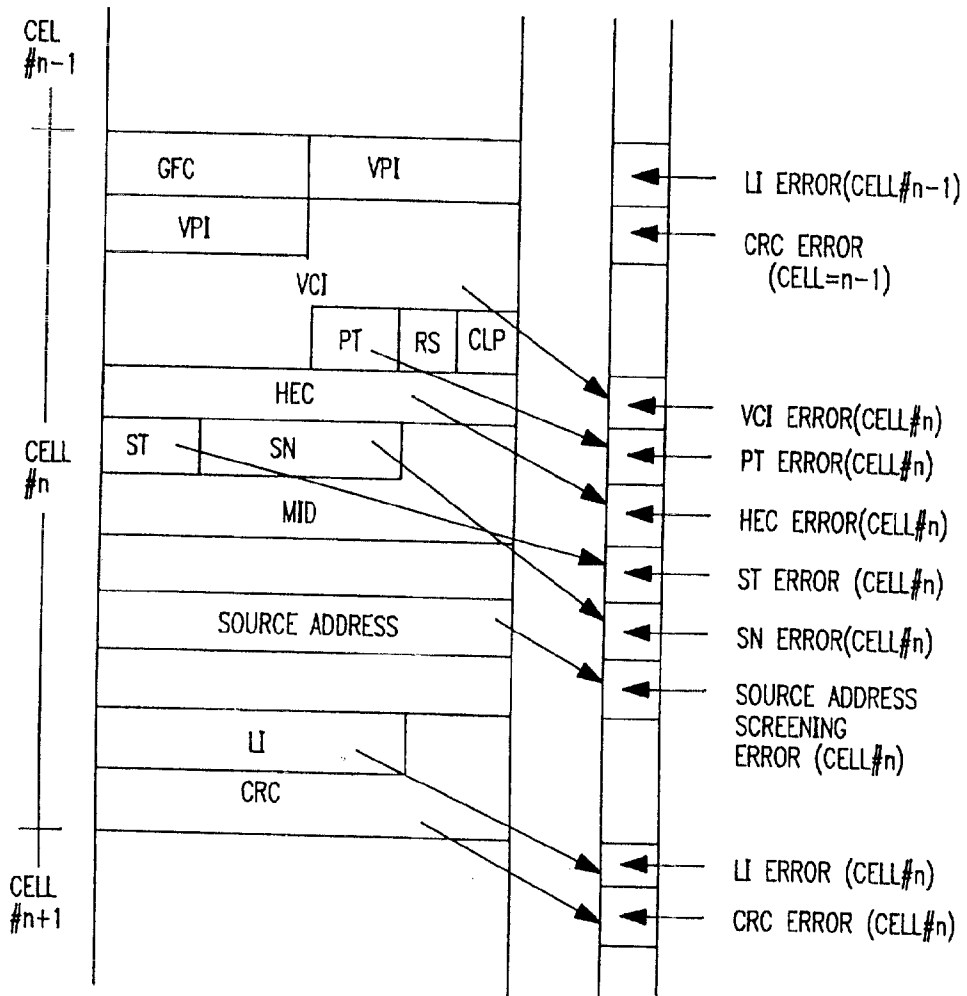 CEL
#n-1
GFC
VPI
LI ERROR(CELL#n-1)
VPI
CRC ERROR
(CELL=n-1)
VCI
PT
RS
CLP
HEC
VCI ERROR(CELL#n)
ST
SN
PT ERROR(CELL#n)
CELL
#n
MID
HEC ERROR(CELL#n)
ST ERROR (CELL#n)
SOURCE ADDRESS
SN ERROR(CELL#n)
SOURCE ADDRESS
SCREENING
ERROR (CELL#n)
LI
CRC
CELL
#n+1
LI ERROR (CELL#n)
CRC ERROR (CELL#n)